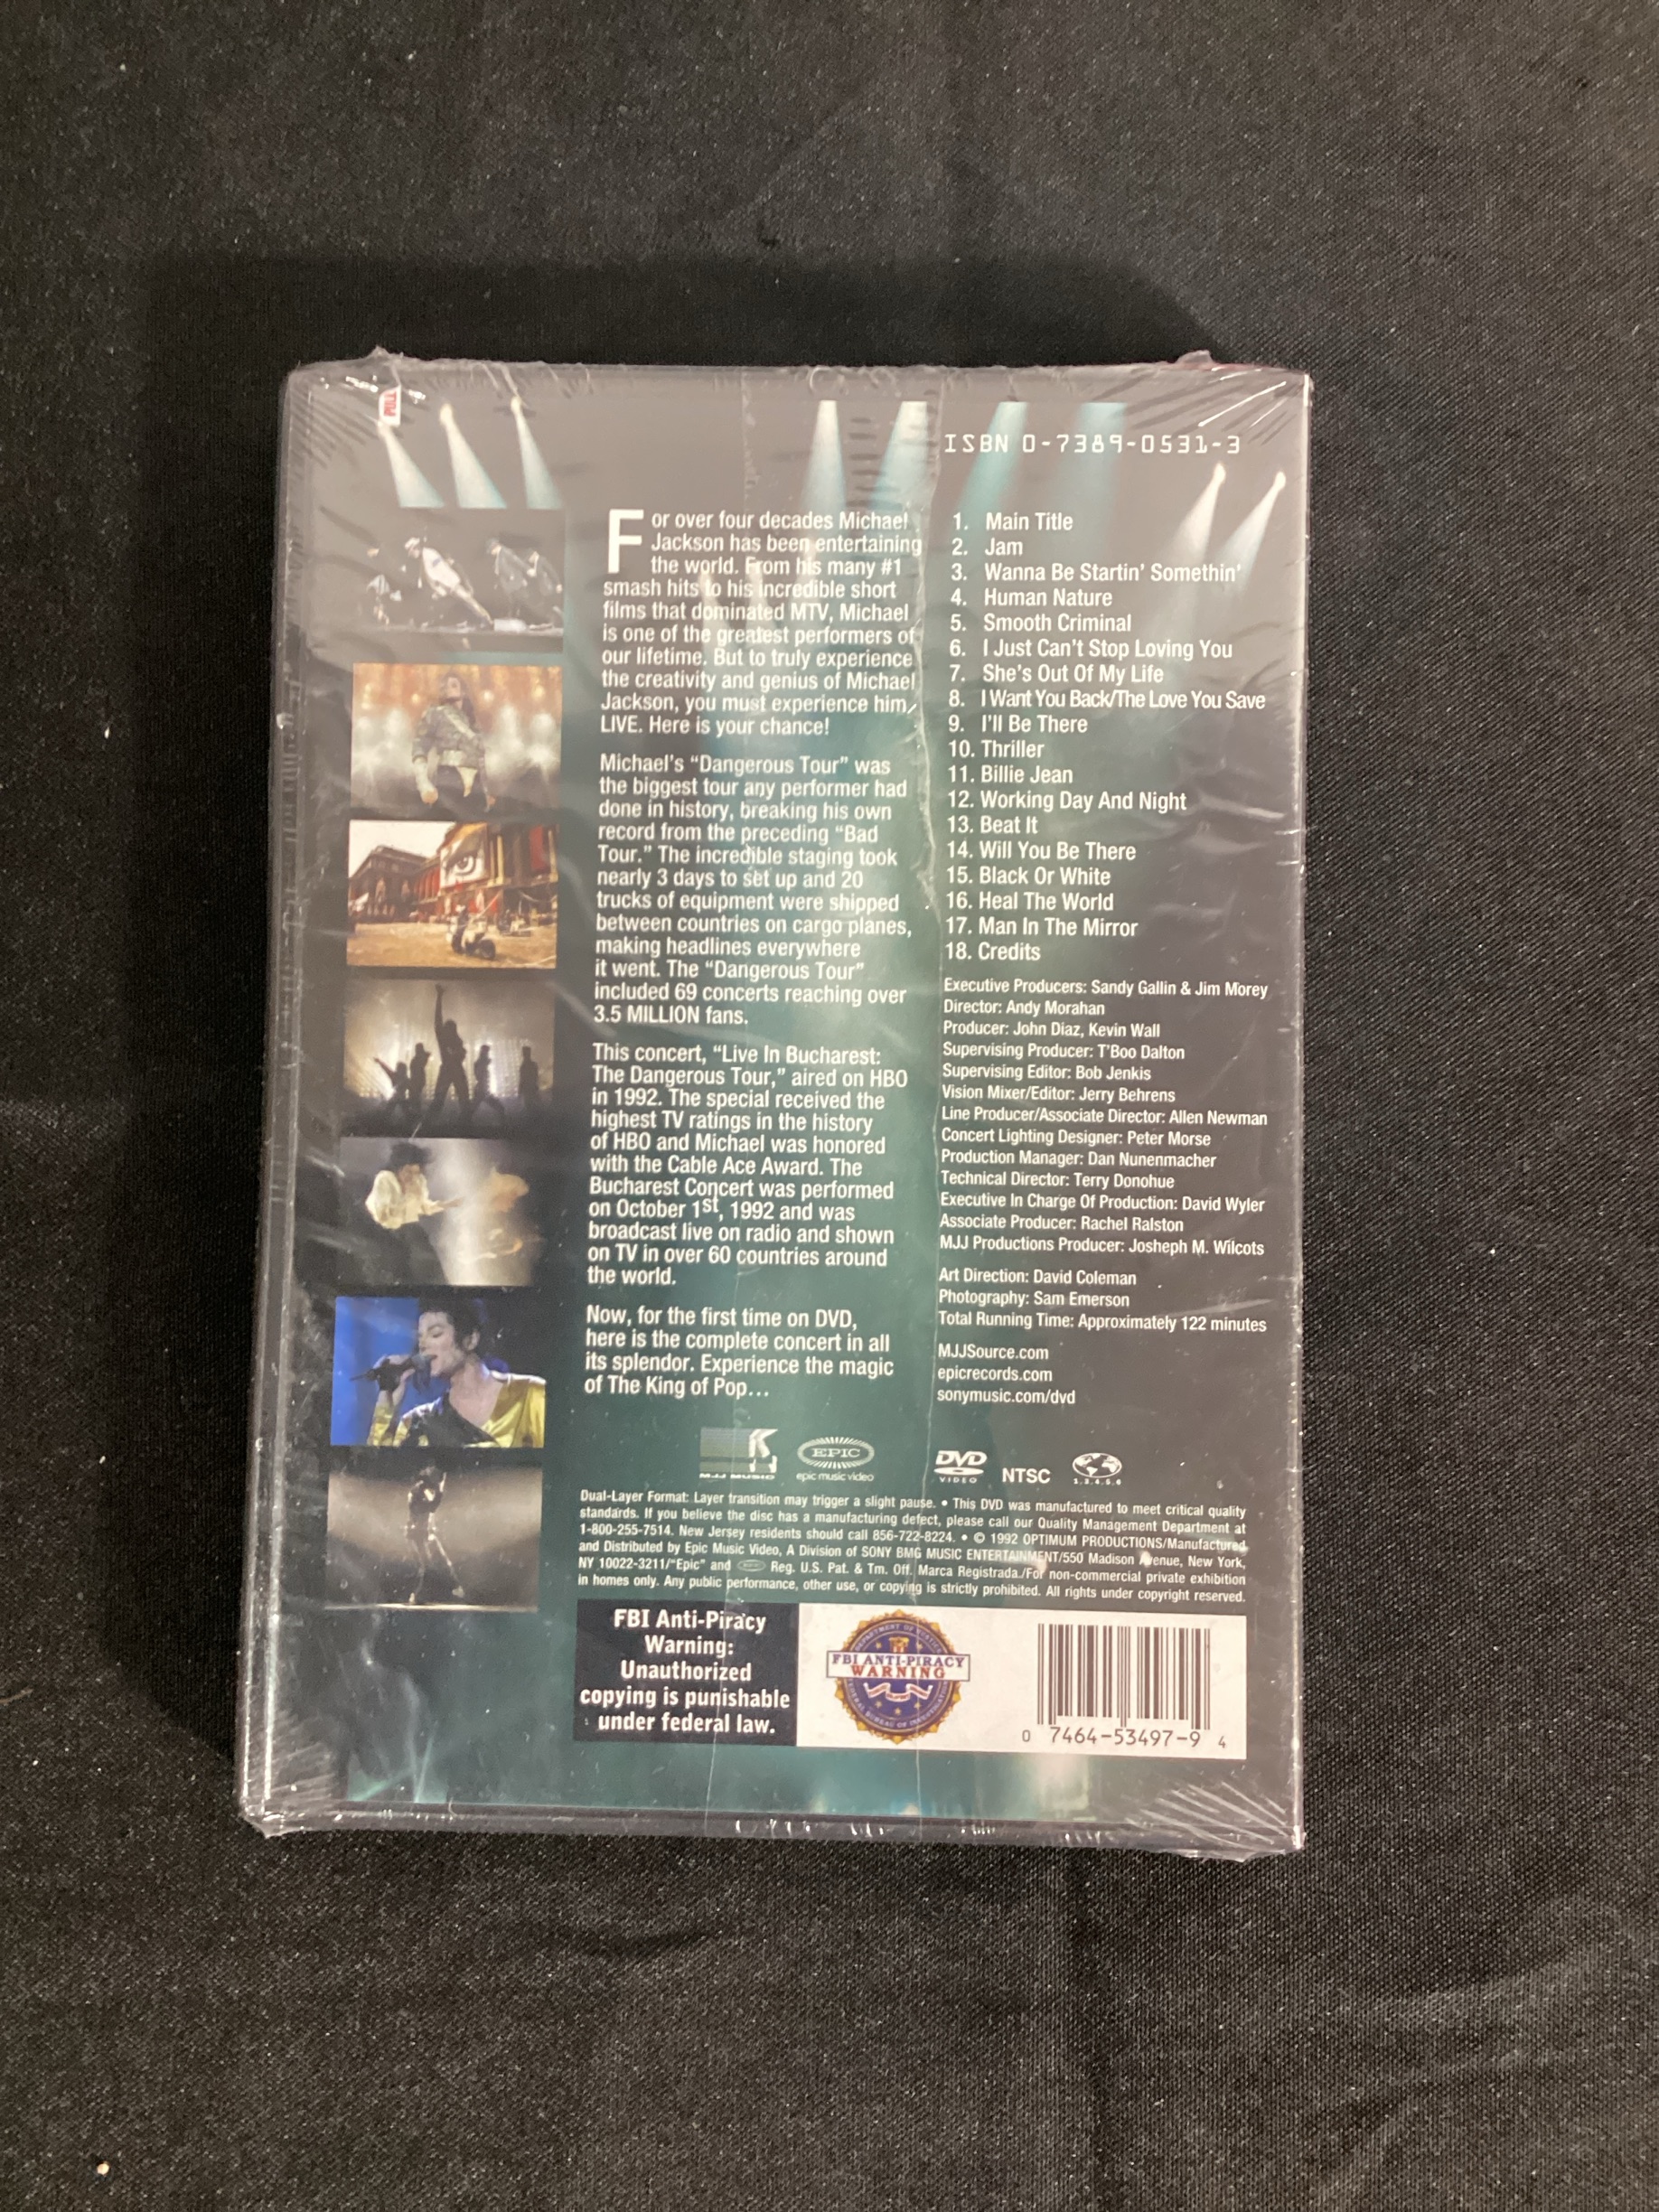 PULL
ISBN 0-7389-0531-3
For over four decades Michael
Jackson has been entertaining
the world. From his many #1
smash hits to his incredible short
films that dominated MTV, Michael
is one of the greatest performers of
our lifetime. But to truly experience
the creativity and genius of Michael
Jackson, you must experience him,
LIVE. Here is your chance!
Michael's “Dangerous Tour” was
the biggest tour any performer had
done in history, breaking his own
record from the preceding “Bad
Tour.” The incredible staging took
nearly 3 days to set up and 20
trucks of equipment were shipped
between countries on cargo planes,
making headlines everywhere
it went. The “Dangerous Tour”
included 69 concerts reaching over
3.5 MILLION fans.
This concert, “Live In Bucharest:
The Dangerous Tour,” aired on HBO
in 1992. The special received the
highest TV ratings in the history
of HBO and Michael was honored
with the Cable Ace Award. The
Bucharest Concert was performed
on October 1st, 1992 and was
broadcast live on radio and shown
on TV in over 60 countries around
the world.
Now, for the first time on DVD,
here is the complete concert in all
its splendor. Experience the magic
of The King of Pop...
1. Main Title
2. Jam
3. Wanna Be Startin' Somethin'
4. Human Nature
5. Smooth Criminal
6. I Just Can't Stop Loving You
7. She's Out Of My Life
8. I Want You Back/The Love You Save
9. I'll Be There
10. Thriller
11. Billie Jean
12. Working Day And Night
13. Beat It
14. Will You Be There
15. Black Or White
16. Heal The World
17. Man In The Mirror
18. Credits
Executive Producers: Sandy Gallin & Jim Morey
Director: Andy Morahan
Producer: John Diaz, Kevin Wall
Supervising Producer: T'Boo Dalton
Supervising Editor: Bob Jenkis
Vision Mixer/Editor: Jerry Behrens
Line Producer/Associate Director: Allen Newman
Concert Lighting Designer: Peter Morse
Production Manager: Dan Nunenmacher
Technical Director: Terry Donohue
Executive In Charge Of Production: David Wyler
Associate Producer: Rachel Ralston
MJJ Productions Producer: Josheph M. Wilcots
Art Direction: David Coleman
Photography: Sam Emerson
Total Running Time: Approximately 122 minutes
MJJSource.com
epicrecords.com
sonymusic.com/dvd
MJJ MUSIC
EPIC
epic music video
DVD
VIDEO
NTSC
1.3.4.5.6
Dual-Layer Format: Layer transition may trigger a slight pause. • This DVD was manufactured to meet critical quality
standards. If you believe the disc has a manufacturing defect, please call our Quality Management Department at
1-800-255-7514. New Jersey residents should call 856-722-8224. • © 1992 OPTIMUM PRODUCTIONS/Manufactured
and Distributed by Epic Music Video, A Division of SONY BMG MUSIC ENTERTAINMENT/550 Madison Avenue, New York,
NY 10022-3211/“Epic” and Reg. U.S. Pat. & Tm. Off. Marca Registrada./For non-commercial private exhibition
in homes only. Any public performance, other use, or copying is strictly prohibited. All rights under copyright reserved.
FBI Anti-Piracy
Warning:
Unauthorized
copying is punishable
under federal law.
DEPARTMENT OF JUSTICE
FBI ANTI-PIRACY
WARNING
FEDERAL BUREAU OF INVESTIGATION
0 7464-53497-9 4